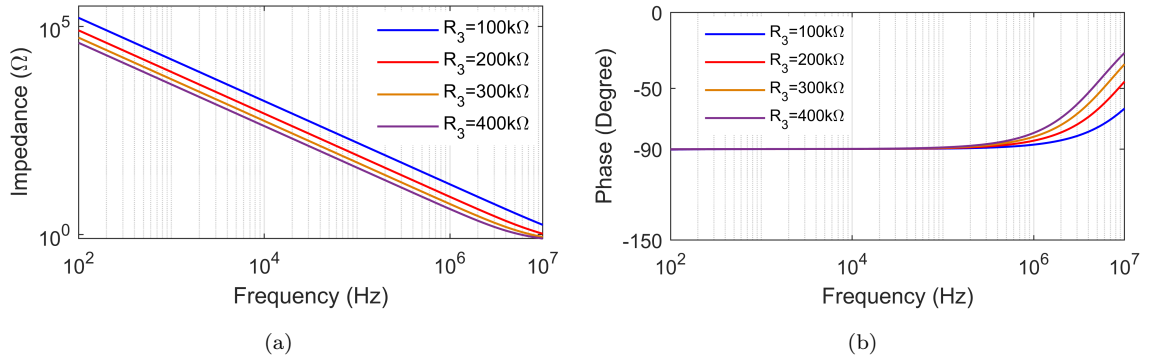 10^5
10^0
Impedance (Ω)
R_3=100kΩ
R_3=200kΩ
R_3=300kΩ
R_3=400kΩ
10^2 10^4 10^6 10^7
Frequency (Hz)
(a)
0
-50
-90
-150
Phase (Degree)
R_3=100kΩ
R_3=200kΩ
R_3=300kΩ
R_3=400kΩ
10^2 10^4 10^6 10^7
Frequency (Hz)
(b)